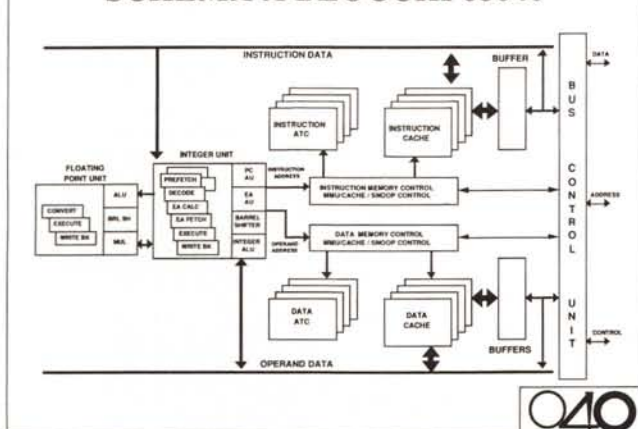 INSTRUCTION DATA
BUFFER
DATA
BUS CONTROL UNIT
INSTRUCTION
ATC
INSTRUCTION
CACHE
INTEGER UNIT
FLOATING
POINT UNIT
PREFETCH
DECODE
EA CALC
EA FETCH
EXECUTE
WRITE BK
PC
AU
EA
AU
BARREL
SHIFTER
INTEGER
ALU
INSTRUCTION
ADDRESS
INSTRUCTION MEMORY CONTROL
MMU/CACHE / SNOOP CONTROL
ADDRESS
CONVERT
EXECUTE
WRITE BK
ALU
MUL
OPERAND
ADDRESS
DATA MEMORY CONTROL
MMU/CACHE / SNOOP CONTROL
DATA
ATC
DATA
CACHE
BUFFERS
CONTROL
OPERAND DATA
040